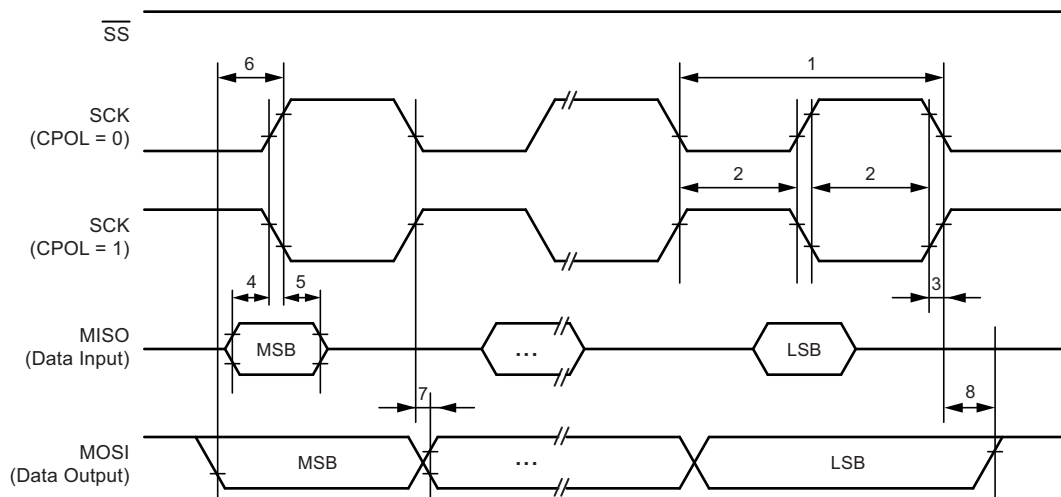 SS
6
1
SCK
(CPOL = 0)
2
2
SCK
(CPOL = 1)
4
5
3
MISO
(Data Input)
MSB
...
LSB
7
8
MOSI
(Data Output)
MSB
...
LSB